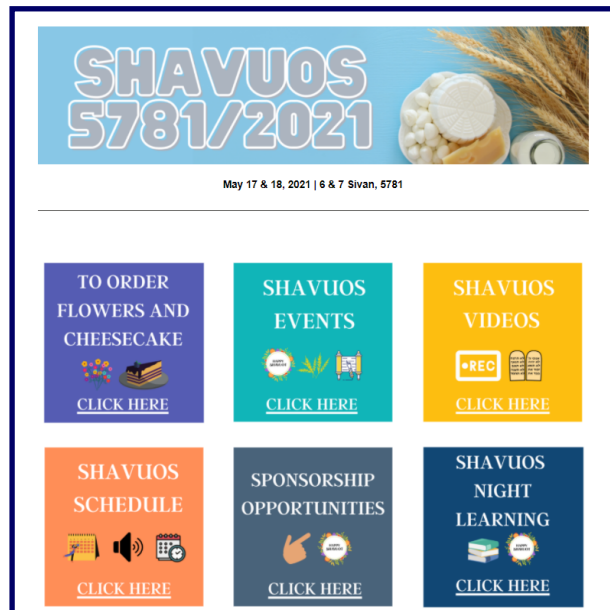 SHAVUOS
5781/2021
May 17 & 18, 2021 | 6 & 7 Sivan, 5781
TO ORDER
FLOWERS AND
CHEESECAKE
CLICK HERE
SHAVUOS
EVENTS
CLICK HERE
SHAVUOS
VIDEOS
REC
CLICK HERE
SHAVUOS
SCHEDULE
CLICK HERE
SPONSORSHIP
OPPORTUNITIES
CLICK HERE
SHAVUOS
NIGHT
LEARNING
CLICK HERE